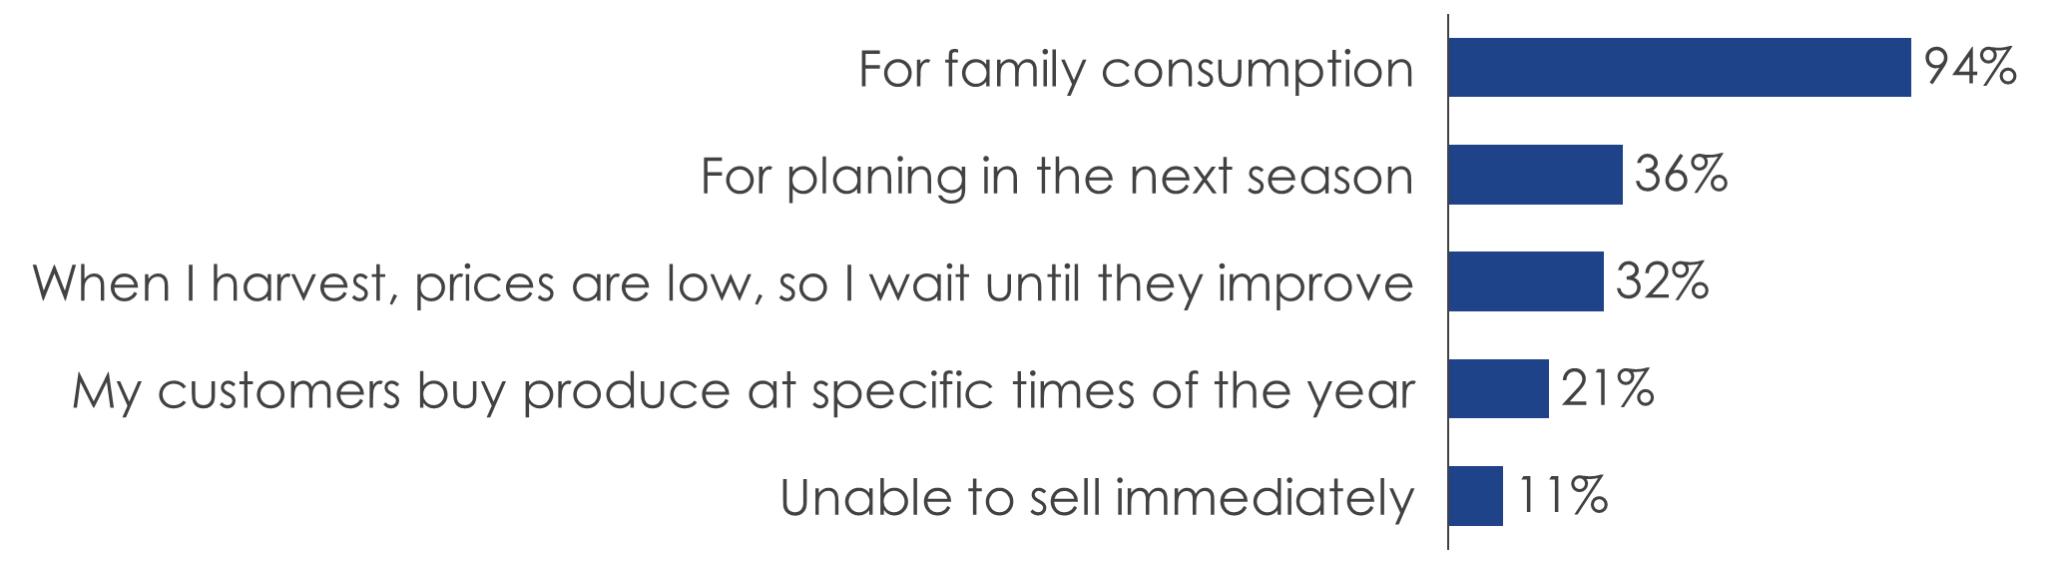 For family consumption 94%
For planing in the next season 36%
When I harvest, prices are low, so I wait until they improve 32%
My customers buy produce at specific times of the year 21%
Unable to sell immediately 11%